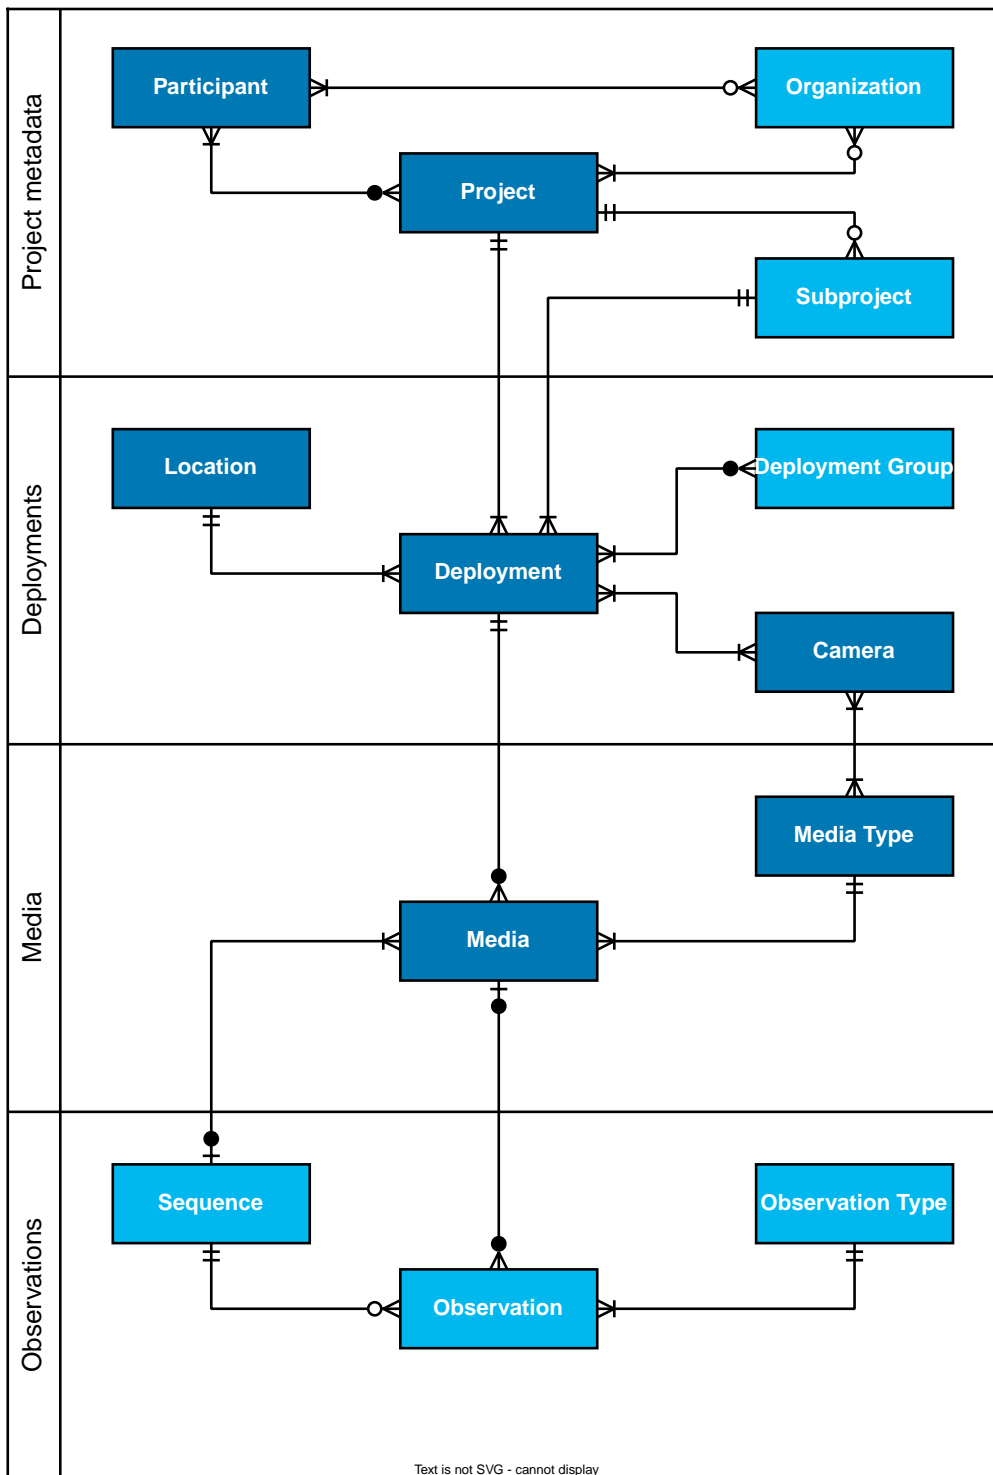 Project metadata
Participant
Organization
Project
Subproject
Deployments
Location
Deployment Group
Deployment
Camera
Media
Media Type
Media
Observations
Sequence
Observation Type
Observation
Text is not SVG - cannot display